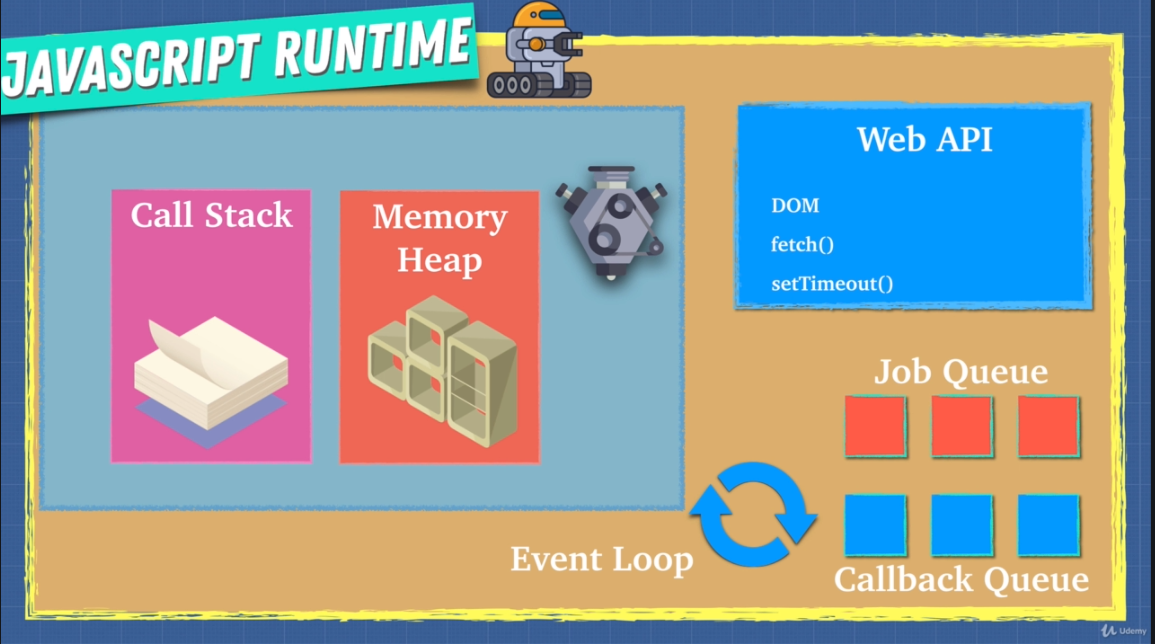 JAVASCRIPT RUNTIME
Call Stack
Memory
Heap
Web API
DOM
fetch()
setTimeout()
Job Queue
Event Loop
Callback Queue
Udemy